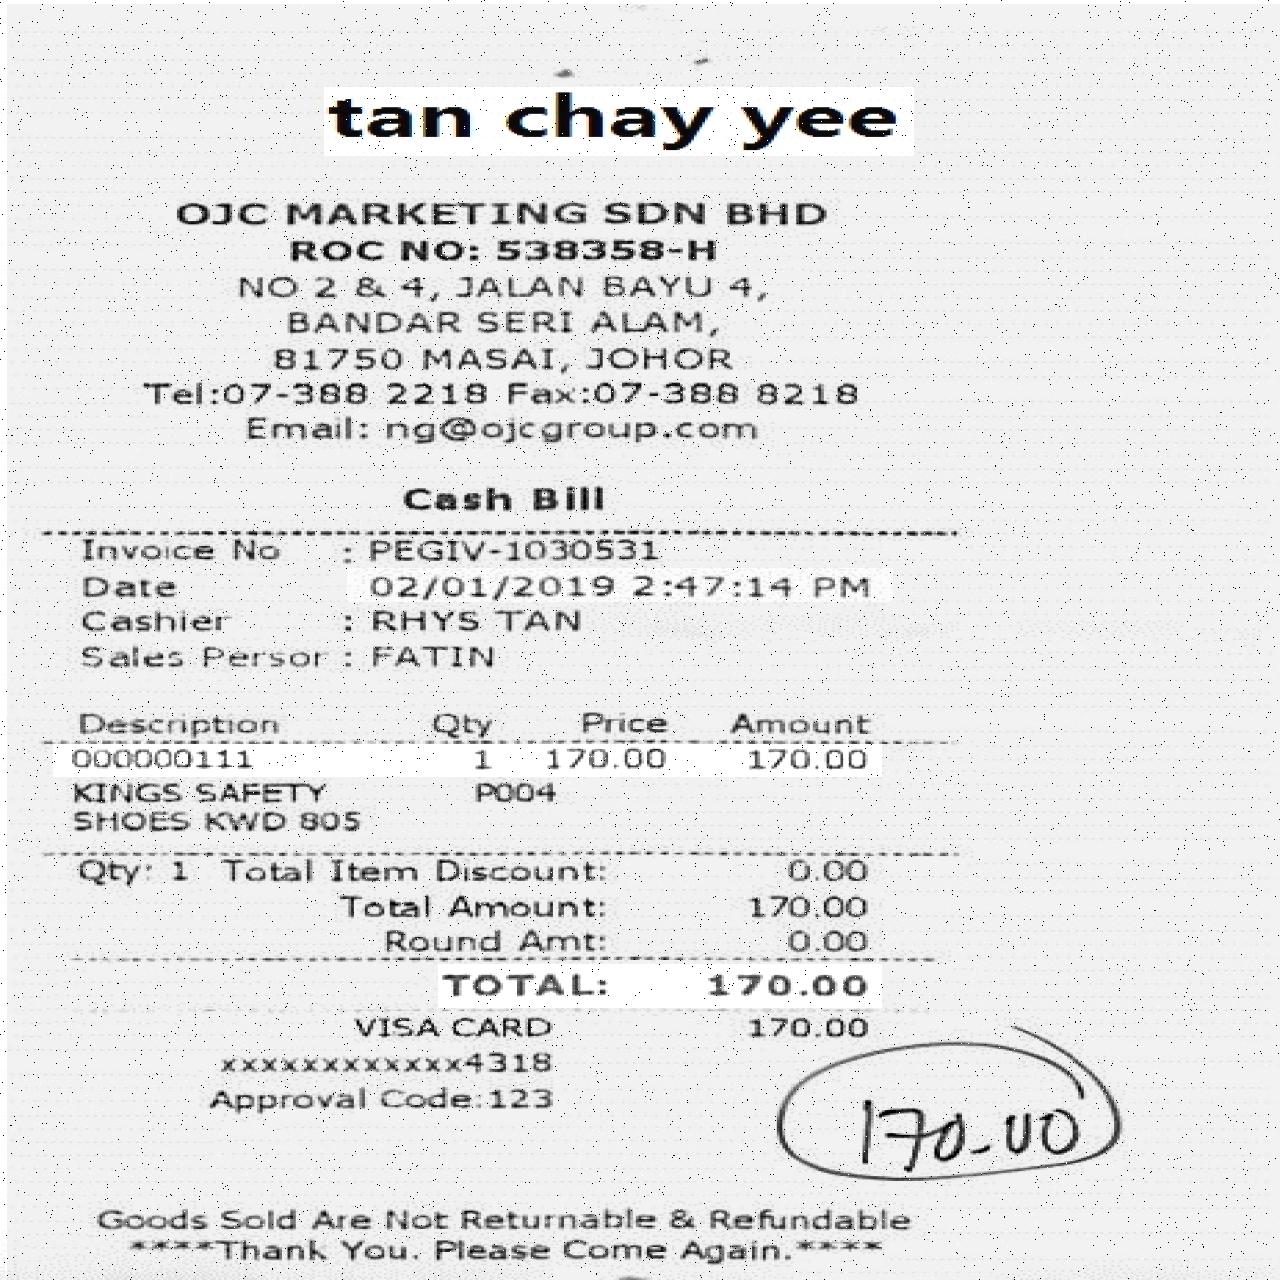 tan chay yee
OJC MARKETING SDN BHD
ROC NO: 538358-H
NO 2 & 4, JALAN BAYU 4,
BANDAR SERI ALAM,
81750 MASAI, JOHOR
Tel:07-388 2218 Fax:07-388 8218
Email: ng@ojcgroup.com
Cash Bill
Invoice No : PEGIV-1030531
Date 02/01/2019 2:47:14 PM
Cashier : RHYS TAN
Sales Persor : FATIN
Description Qty Price Amount
000000111 1 170.00 170.00
KINGS SAFETY P004
SHOES KWD 805
Qty: 1 Total Item Discount: 0.00
Total Amount: 170.00
Round Amt: 0.00
TOTAL: 170.00
VISA CARD 170.00
xxxxxxxxxxxx4318
Approval Code:123
170-00
Goods Sold Are Not Returnable & Refundable
****Thank You. Please Come Again.****